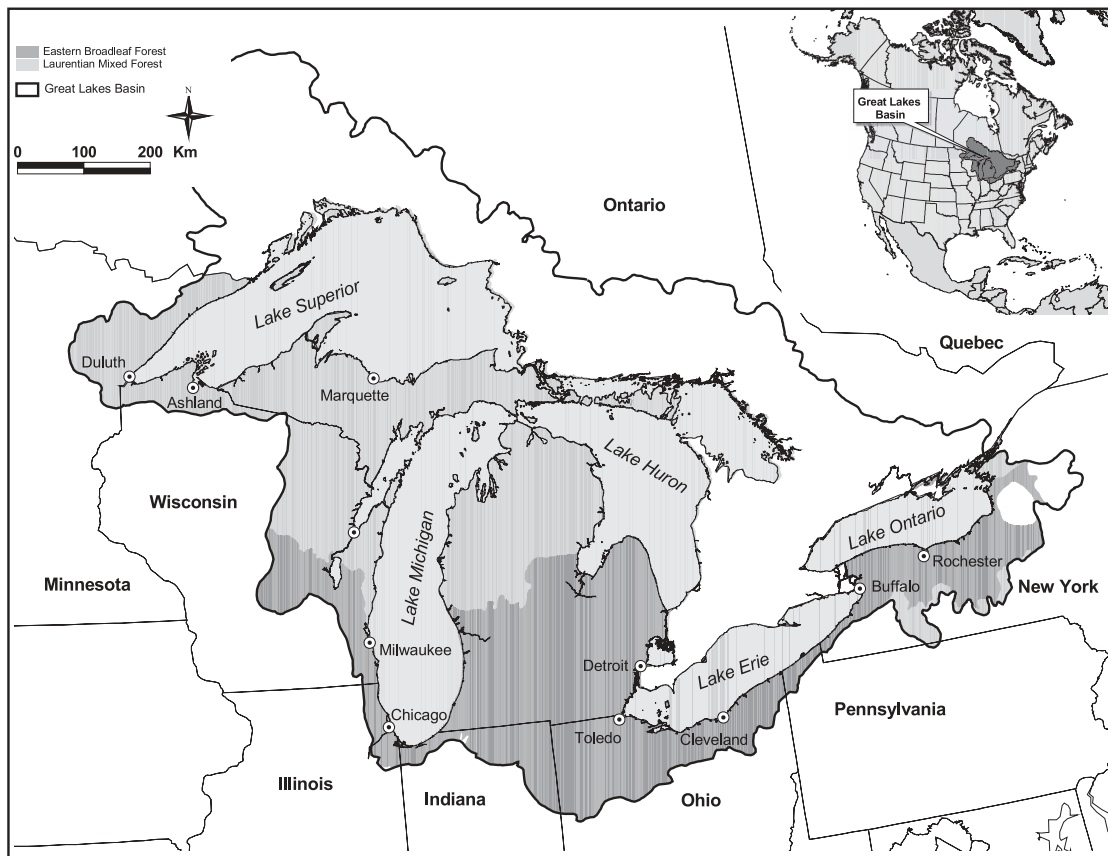 Eastern Broadleaf Forest
Laurentian Mixed Forest
Great Lakes Basin
N
0 100 200 Km
Great Lakes
Basin
Ontario
Quebec
Lake Superior
Duluth
Ashland
Marquette
Lake Huron
Wisconsin
Lake Michigan
Lake Ontario
Rochester
Minnesota
Buffalo
New York
Milwaukee
Detroit
Lake Erie
Chicago
Toledo
Cleveland
Pennsylvania
Illinois
Indiana
Ohio